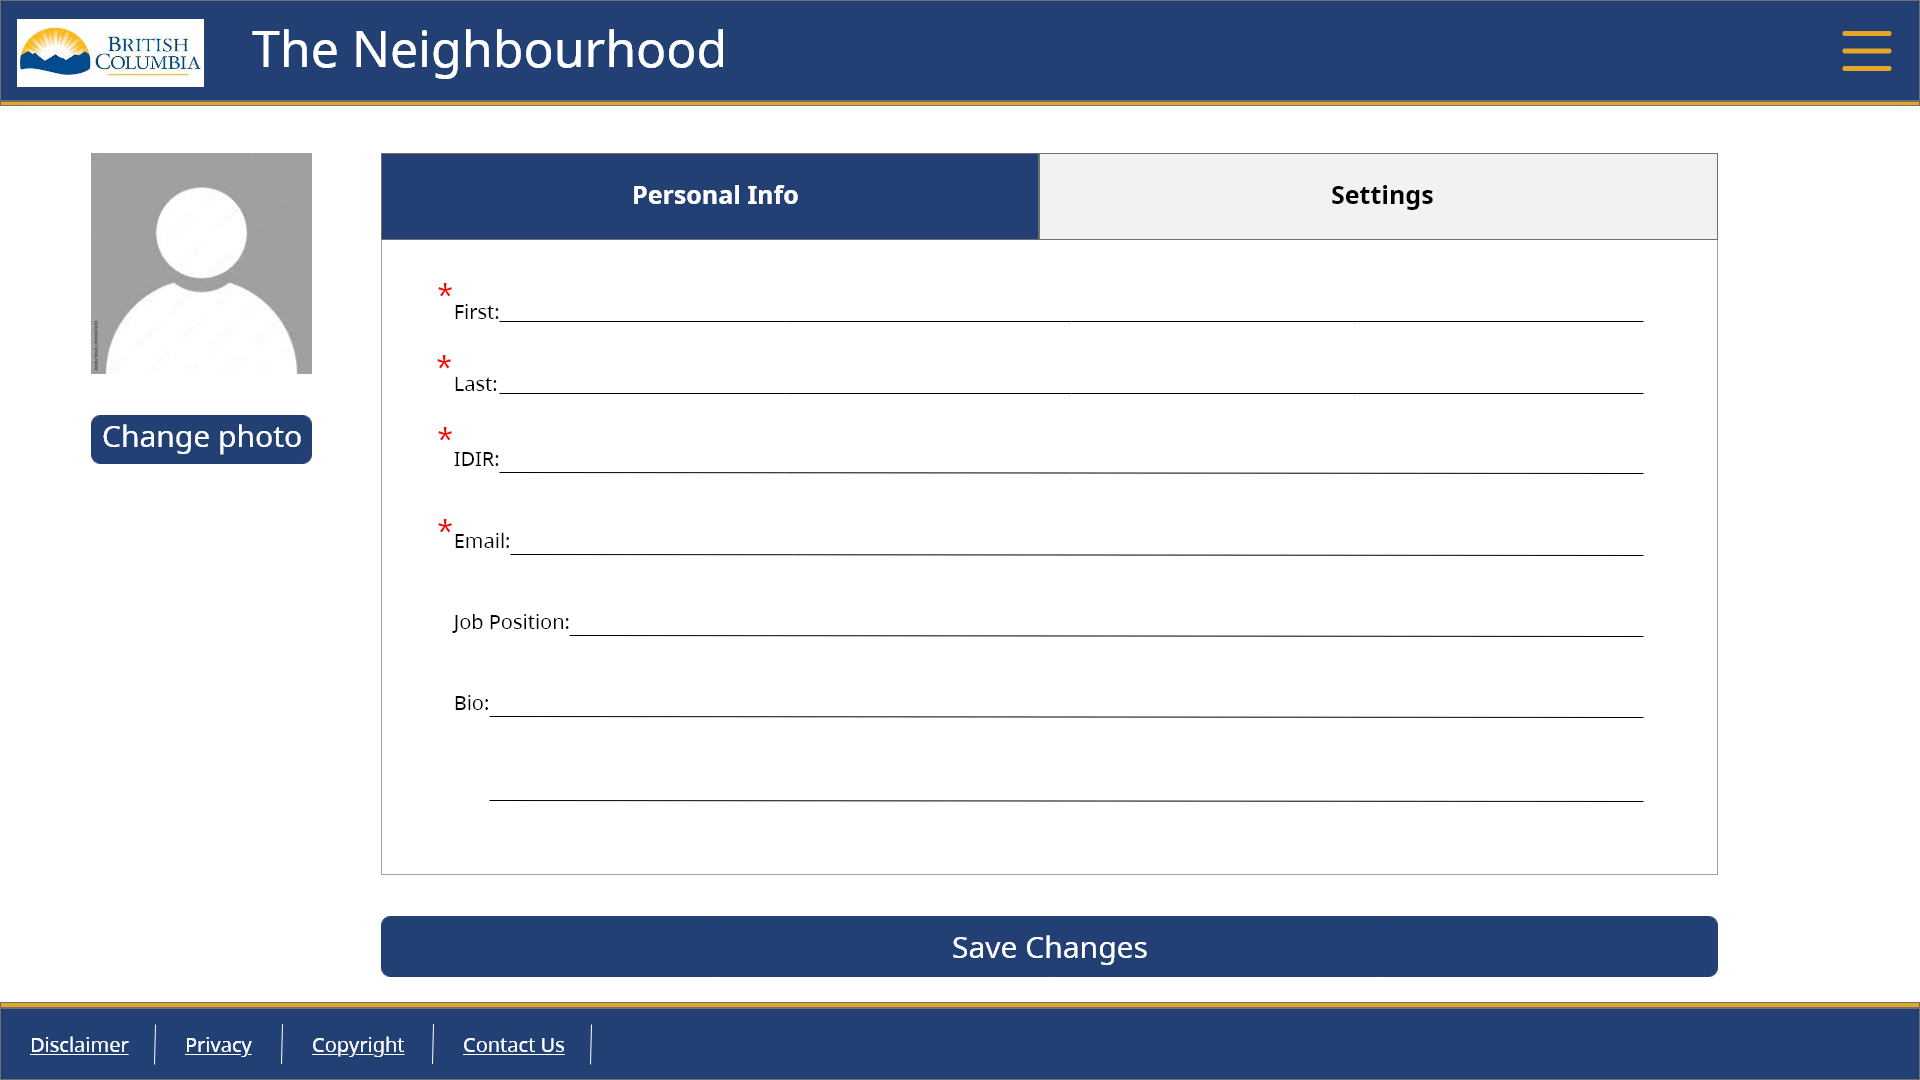 BRITISH
COLUMBIA
The Neighbourhood
Personal Info
Settings
* First:
* Last:
* IDIR:
* Email:
Job Position:
Bio:
Change photo
Save Changes
Disclaimer
Privacy
Copyright
Contact Us